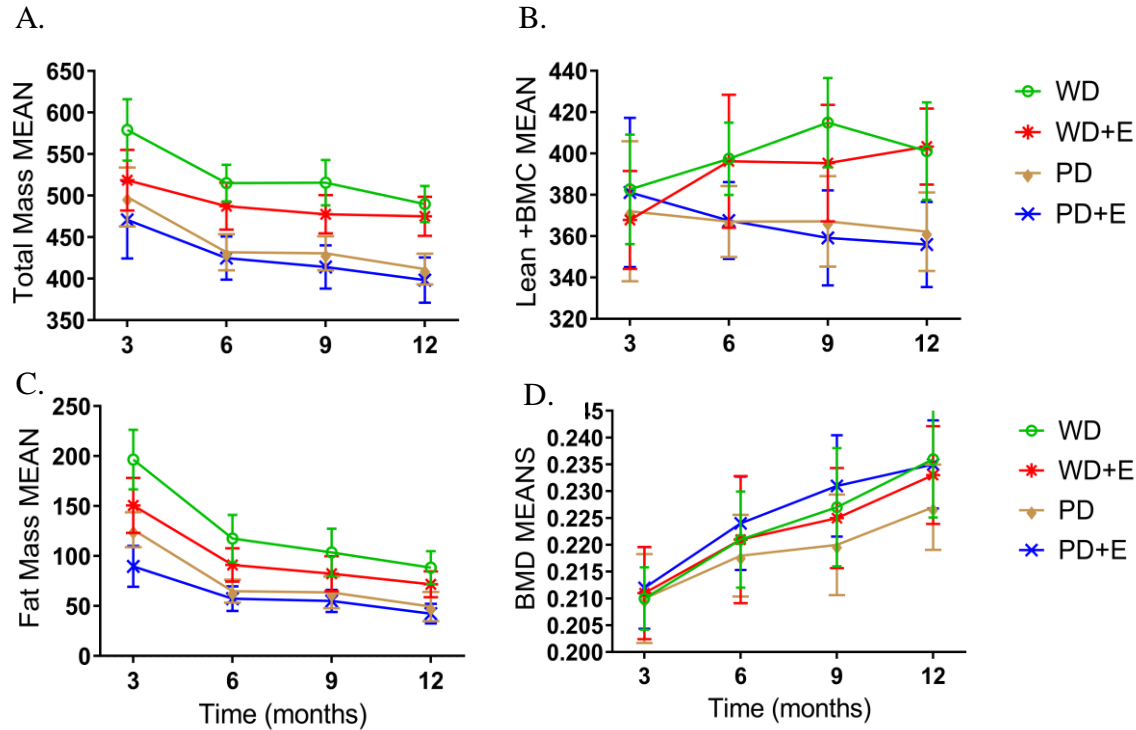 A.
Total Mass MEAN
650
600
550
500
450
400
350
3 6 9 12
B.
Lean +BMC MEAN
440
420
400
380
360
340
320
3 6 9 12
WD
WD+E
PD
PD+E
C.
Fat Mass MEAN
250
200
150
100
50
0
3 6 9 12
Time (months)
D.
BMD MEANS
45
0.240
0.235
0.230
0.225
0.220
0.215
0.210
0.205
0.200
3 6 9 12
Time (months)
WD
WD+E
PD
PD+E